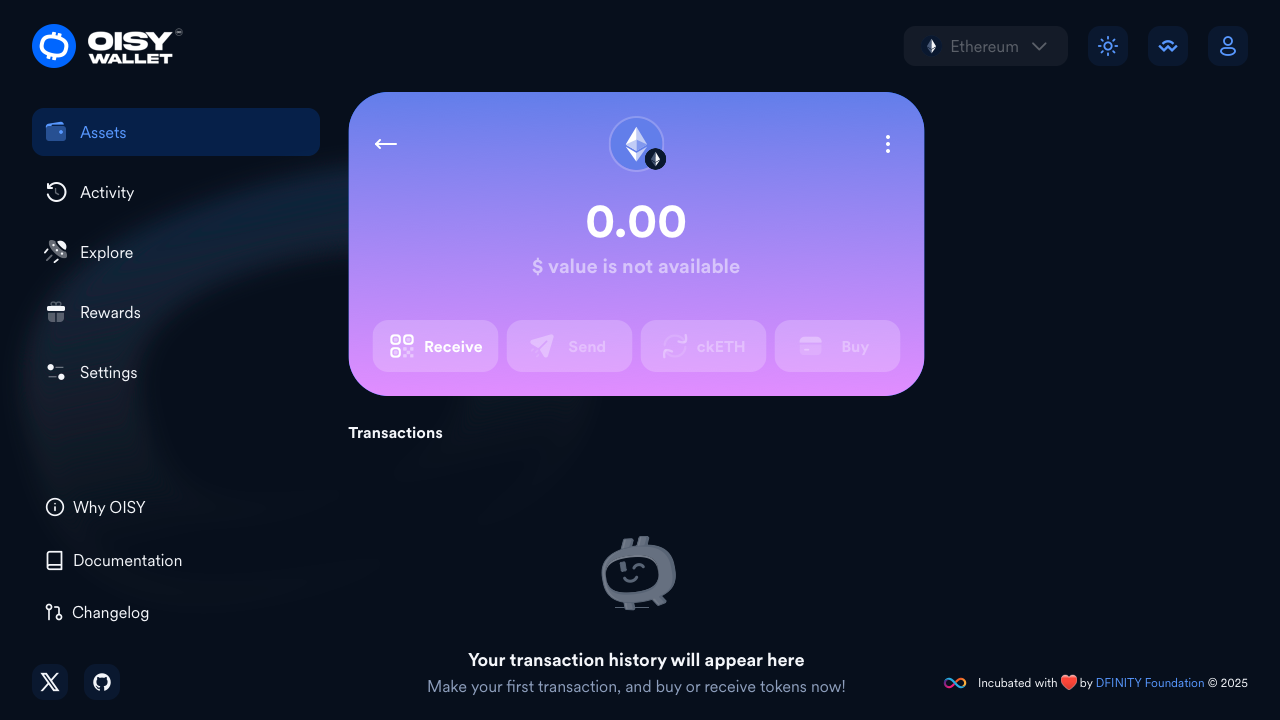 OISY
WALLET
Ethereum
Assets
Activity
Explore
Rewards
Settings
0.00
$ value is not available
Receive
Send
ckETH
Buy
Transactions
Why OISY
Documentation
Changelog
Your transaction history will appear here
Make your first transaction, and buy or receive tokens now!
Incubated with ❤️ by DFINITY Foundation © 2025